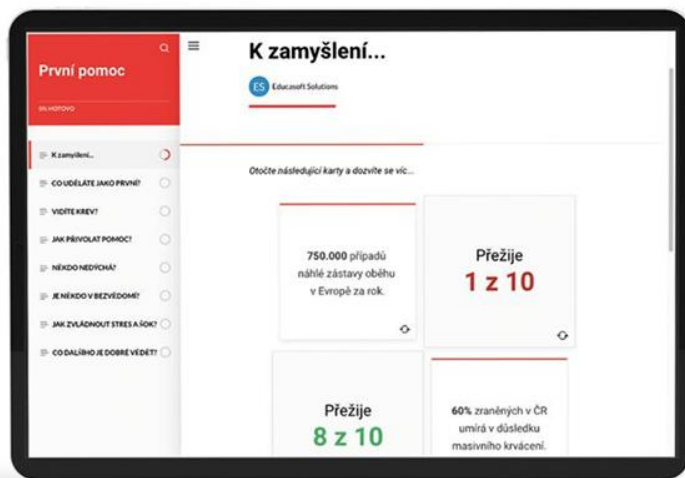 První pomoc
0% HOTOVO
K zamyšlení...
CO UDĚLÁTE JAKO PRVNÍ?
VIDÍTE KREV?
JAK PŘIVOLAT POMOC?
NĚKDO NEDÝCHÁ?
JE NĚKDO V BEZVĚDOMÍ?
JAK ZVLÁDNOUT STRES A ŠOK?
CO DALŠÍHO JE DOBRÉ VĚDĚT?
K zamyšlení...
ES Educasoft Solutions
Otočte následující karty a dozvíte se víc...
750.000 případů
náhlé zástavy oběhu
v Evropě za rok.
Přežije
1 z 10
Přežije
8 z 10
60% zraněných v ČR
umírá v důsledku
masivního krvácení.